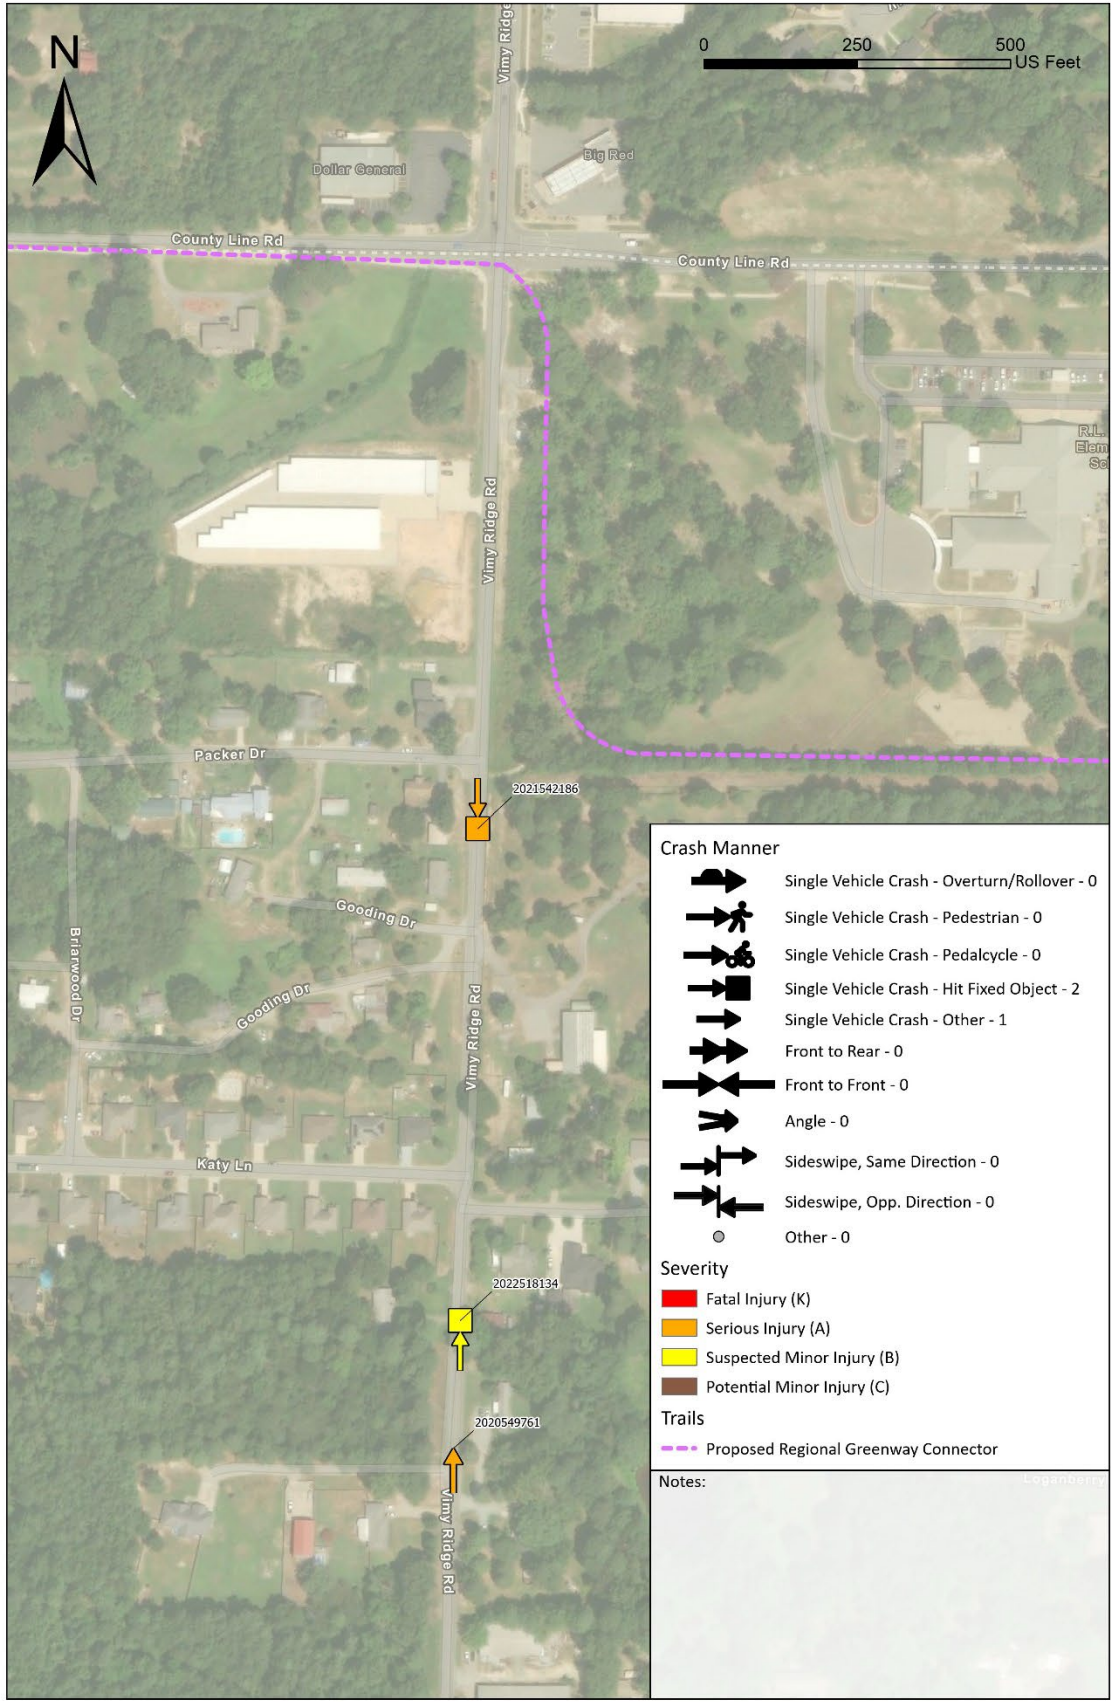 Vimy Ridge
N
0 250 500
US Feet
Dollar General
Big Red
County Line Rd
County Line Rd
R.L.
Elem
Sc
Vimy Ridge Rd
Packer Dr
2021542186
Gooding Dr
Briarwood Dr
Gooding Dr
Vimy Ridge Rd
Katy Ln
2022518134
2020549761
Vimy Ridge Rd
Crash Manner
Single Vehicle Crash - Overturn/Rollover - 0
Single Vehicle Crash - Pedestrian - 0
Single Vehicle Crash - Pedalcycle - 0
Single Vehicle Crash - Hit Fixed Object - 2
Single Vehicle Crash - Other - 1
Front to Rear - 0
Front to Front - 0
Angle - 0
Sideswipe, Same Direction - 0
Sideswipe, Opp. Direction - 0
Other - 0
Severity
Fatal Injury (K)
Serious Injury (A)
Suspected Minor Injury (B)
Potential Minor Injury (C)
Trails
Proposed Regional Greenway Connector
Notes:
Loganberry